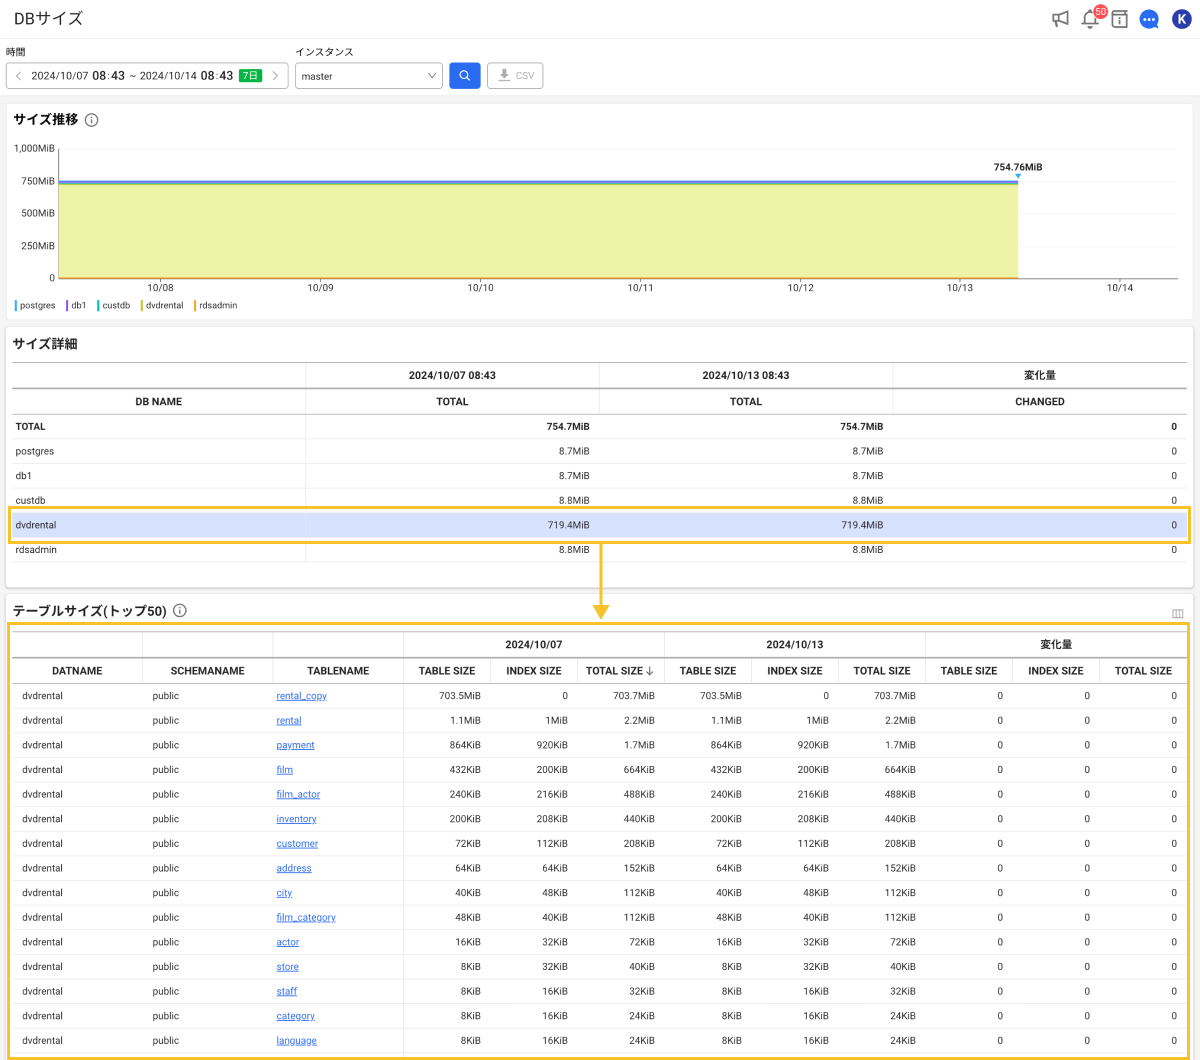 DBサイズ
50
K
時間
インスタンス
2024/10/07 08:43 ~ 2024/10/14 08:43 7日
master
CSV
サイズ推移
1,000MiB
750MiB
500MiB
250MiB
0
754.76MiB
10/08 10/09 10/10 10/11 10/12 10/13 10/14
postgres db1 custdb dvdrental rdsadmin
サイズ詳細
2024/10/07 08:43 2024/10/13 08:43 変化量
DB NAME TOTAL TOTAL CHANGED
TOTAL 754.7MiB 754.7MiB 0
postgres 8.7MiB 8.7MiB 0
db1 8.7MiB 8.7MiB 0
custdb 8.8MiB 8.8MiB 0
dvdrental 719.4MiB 719.4MiB 0
rdsadmin 8.8MiB 8.8MiB 0
テーブルサイズ(トップ50)
2024/10/07 2024/10/13 変化量
DATNAME SCHEMANAME TABLENAME TABLE SIZE INDEX SIZE TOTAL SIZE↓ TABLE SIZE INDEX SIZE TOTAL SIZE TABLE SIZE INDEX SIZE TOTAL SIZE
dvdrental public rental_copy 703.5MiB 0 703.7MiB 703.5MiB 0 703.7MiB 0 0 0
dvdrental public rental 1.1MiB 1MiB 2.2MiB 1.1MiB 1MiB 2.2MiB 0 0 0
dvdrental public payment 864KiB 920KiB 1.7MiB 864KiB 920KiB 1.7MiB 0 0 0
dvdrental public film 432KiB 200KiB 664KiB 432KiB 200KiB 664KiB 0 0 0
dvdrental public film_actor 240KiB 216KiB 488KiB 240KiB 216KiB 488KiB 0 0 0
dvdrental public inventory 200KiB 208KiB 440KiB 200KiB 208KiB 440KiB 0 0 0
dvdrental public customer 72KiB 112KiB 208KiB 72KiB 112KiB 208KiB 0 0 0
dvdrental public address 64KiB 64KiB 152KiB 64KiB 64KiB 152KiB 0 0 0
dvdrental public city 40KiB 48KiB 112KiB 40KiB 48KiB 112KiB 0 0 0
dvdrental public film_category 48KiB 40KiB 112KiB 48KiB 40KiB 112KiB 0 0 0
dvdrental public actor 16KiB 32KiB 72KiB 16KiB 32KiB 72KiB 0 0 0
dvdrental public store 8KiB 32KiB 40KiB 8KiB 32KiB 40KiB 0 0 0
dvdrental public staff 8KiB 16KiB 32KiB 8KiB 16KiB 32KiB 0 0 0
dvdrental public category 8KiB 16KiB 24KiB 8KiB 16KiB 24KiB 0 0 0
dvdrental public language 8KiB 16KiB 24KiB 8KiB 16KiB 24KiB 0 0 0